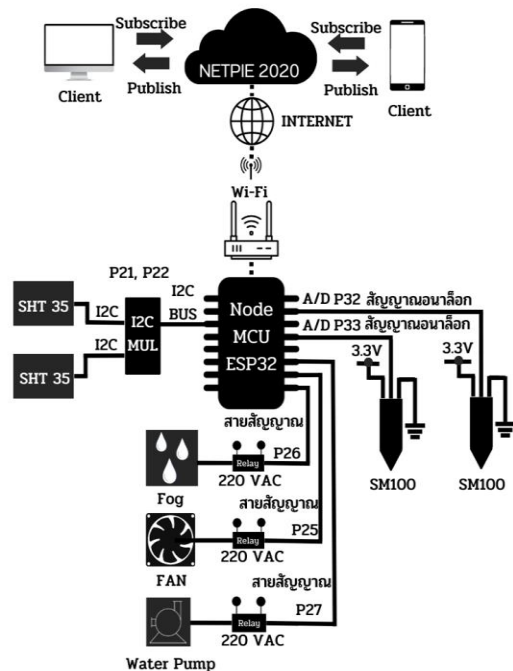 Subscribe
Publish
Client
NETPIE 2020
Subscribe
Publish
Client
INTERNET
Wi-Fi
P21, P22
SHT 35
I2C
I2C
MUL
I2C
BUS
I2C
SHT 35
Node
MCU
ESP32
A/D P32 สัญญาณอนาล็อก
A/D P33 สัญญาณอนาล็อก
3.3V
3.3V
SM100
SM100
สายสัญญาณ
P26
Relay
220 VAC
Fog
สายสัญญาณ
P25
Relay
220 VAC
FAN
สายสัญญาณ
P27
Relay
220 VAC
Water Pump